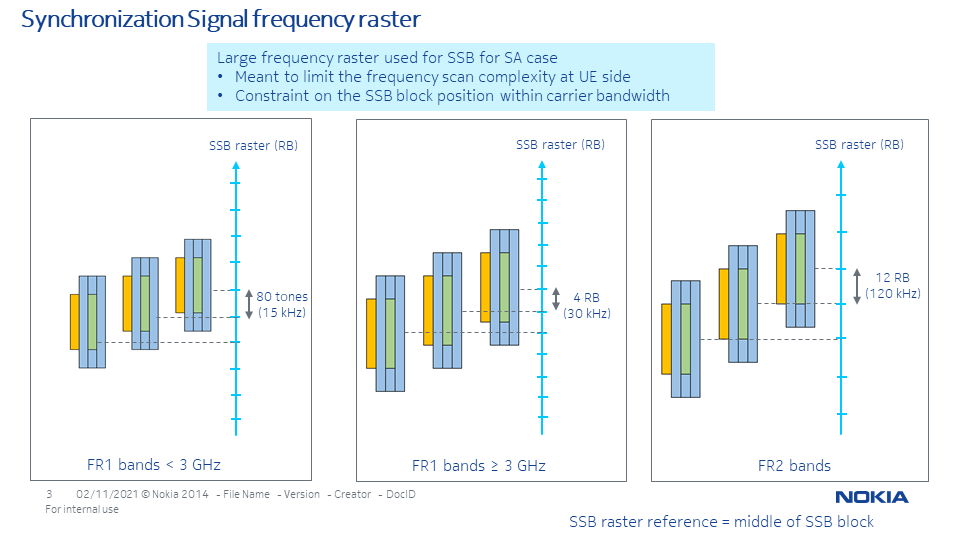 Synchronization Signal frequency raster
Large frequency raster used for SSB for SA case
• Meant to limit the frequency scan complexity at UE side
• Constraint on the SSB block position within carrier bandwidth
SSB raster (RB)
80 tones
(15 kHz)
FR1 bands < 3 GHz
SSB raster (RB)
4 RB
(30 kHz)
FR1 bands ≥ 3 GHz
SSB raster (RB)
12 RB
(120 kHz)
FR2 bands
3 02/11/2021 © Nokia 2014 - File Name - Version - Creator - DocID
For internal use
NOKIA
SSB raster reference = middle of SSB block